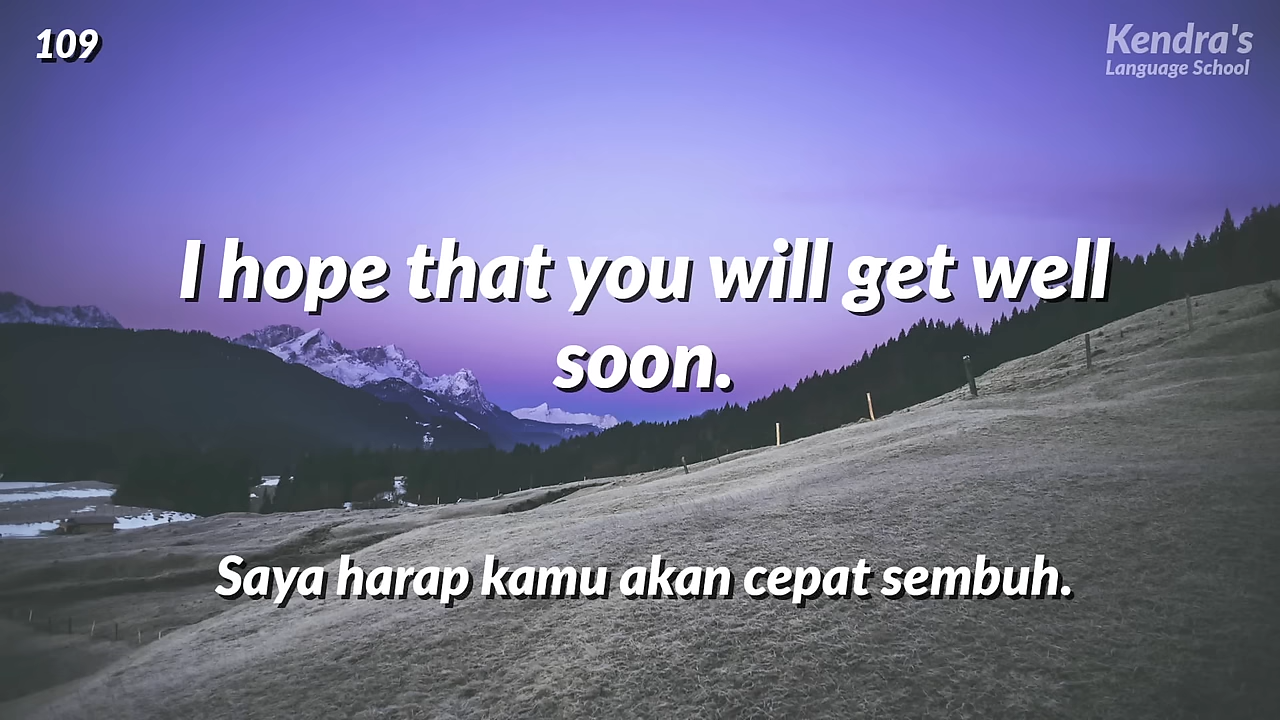 109
Kendra's
Language School
I hope that you will get well
soon.
Saya harap kamu akan cepat sembuh.